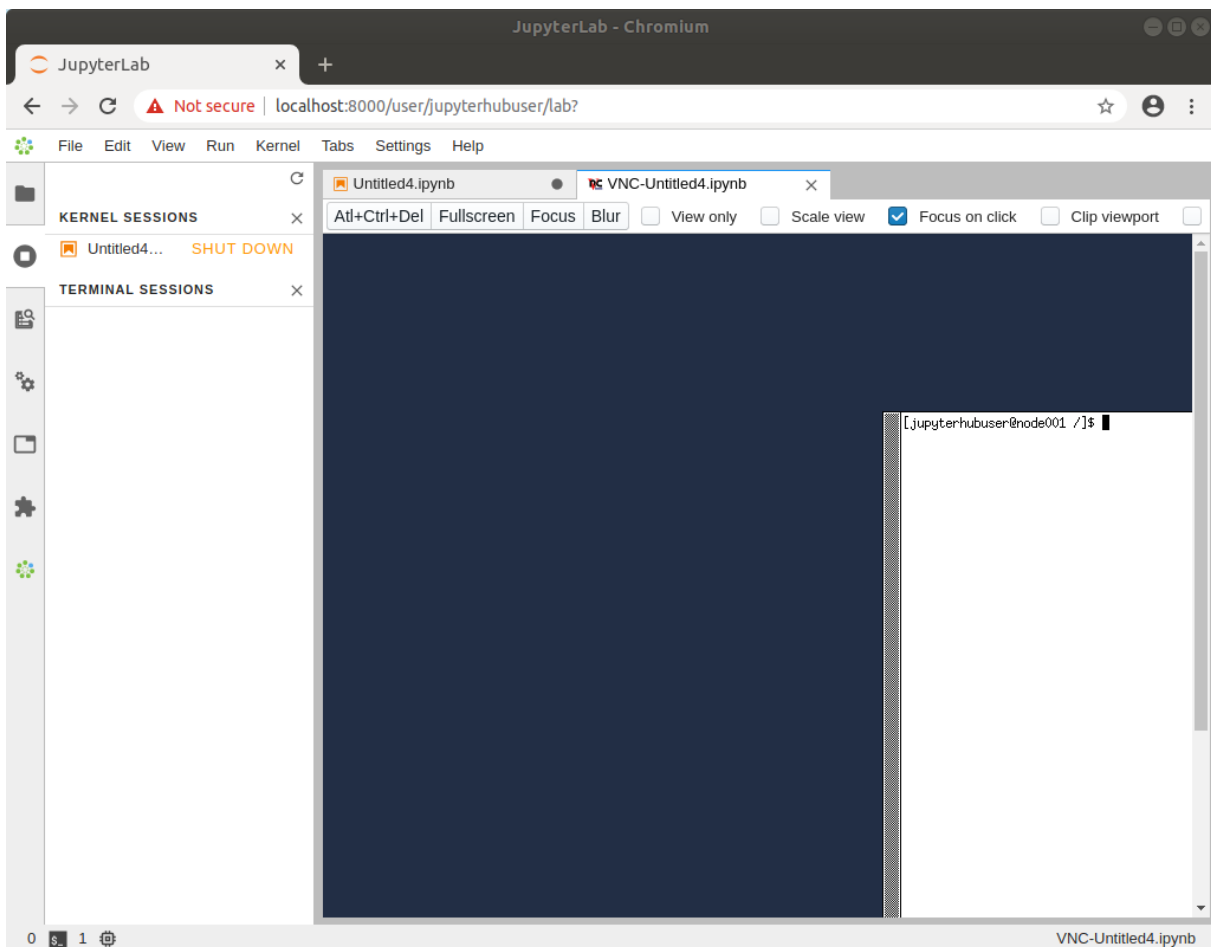 JupyterLab - Chromium
JupyterLab
Not secure | localhost:8000/user/jupyterhubuser/lab?
File Edit View Run Kernel Tabs Settings Help
Untitled4.ipynb VNC-Untitled4.ipynb
KERNEL SESSIONS
Atl+Ctrl+Del Fullscreen Focus Blur View only Scale view Focus on click Clip viewport
Untitled4... SHUT DOWN
TERMINAL SESSIONS
[jupyterhubuser@node001 /]$
0 1 VNC-Untitled4.ipynb